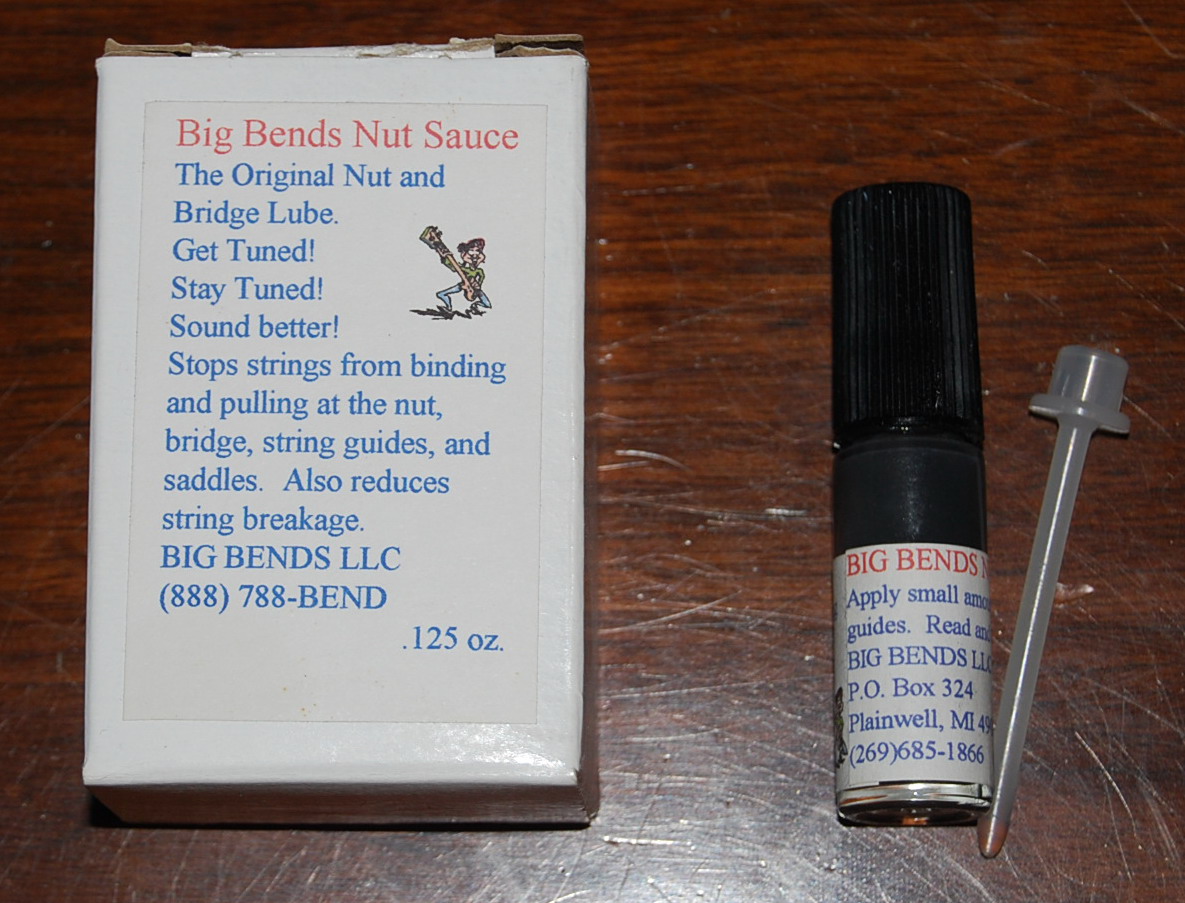 Big Bends Nut Sauce
The Original Nut and
Bridge Lube.
Get Tuned!
Stay Tuned!
Sound better!
Stops strings from binding
and pulling at the nut,
bridge, string guides, and
saddles. Also reduces
string breakage.
BIG BENDS LLC
(888) 788-BEND
.125 oz.
BIG BENDS
Apply small
guides. Read
BIG BENDS
P.O. Box 324
Plainwell, MI
(269)685-1866